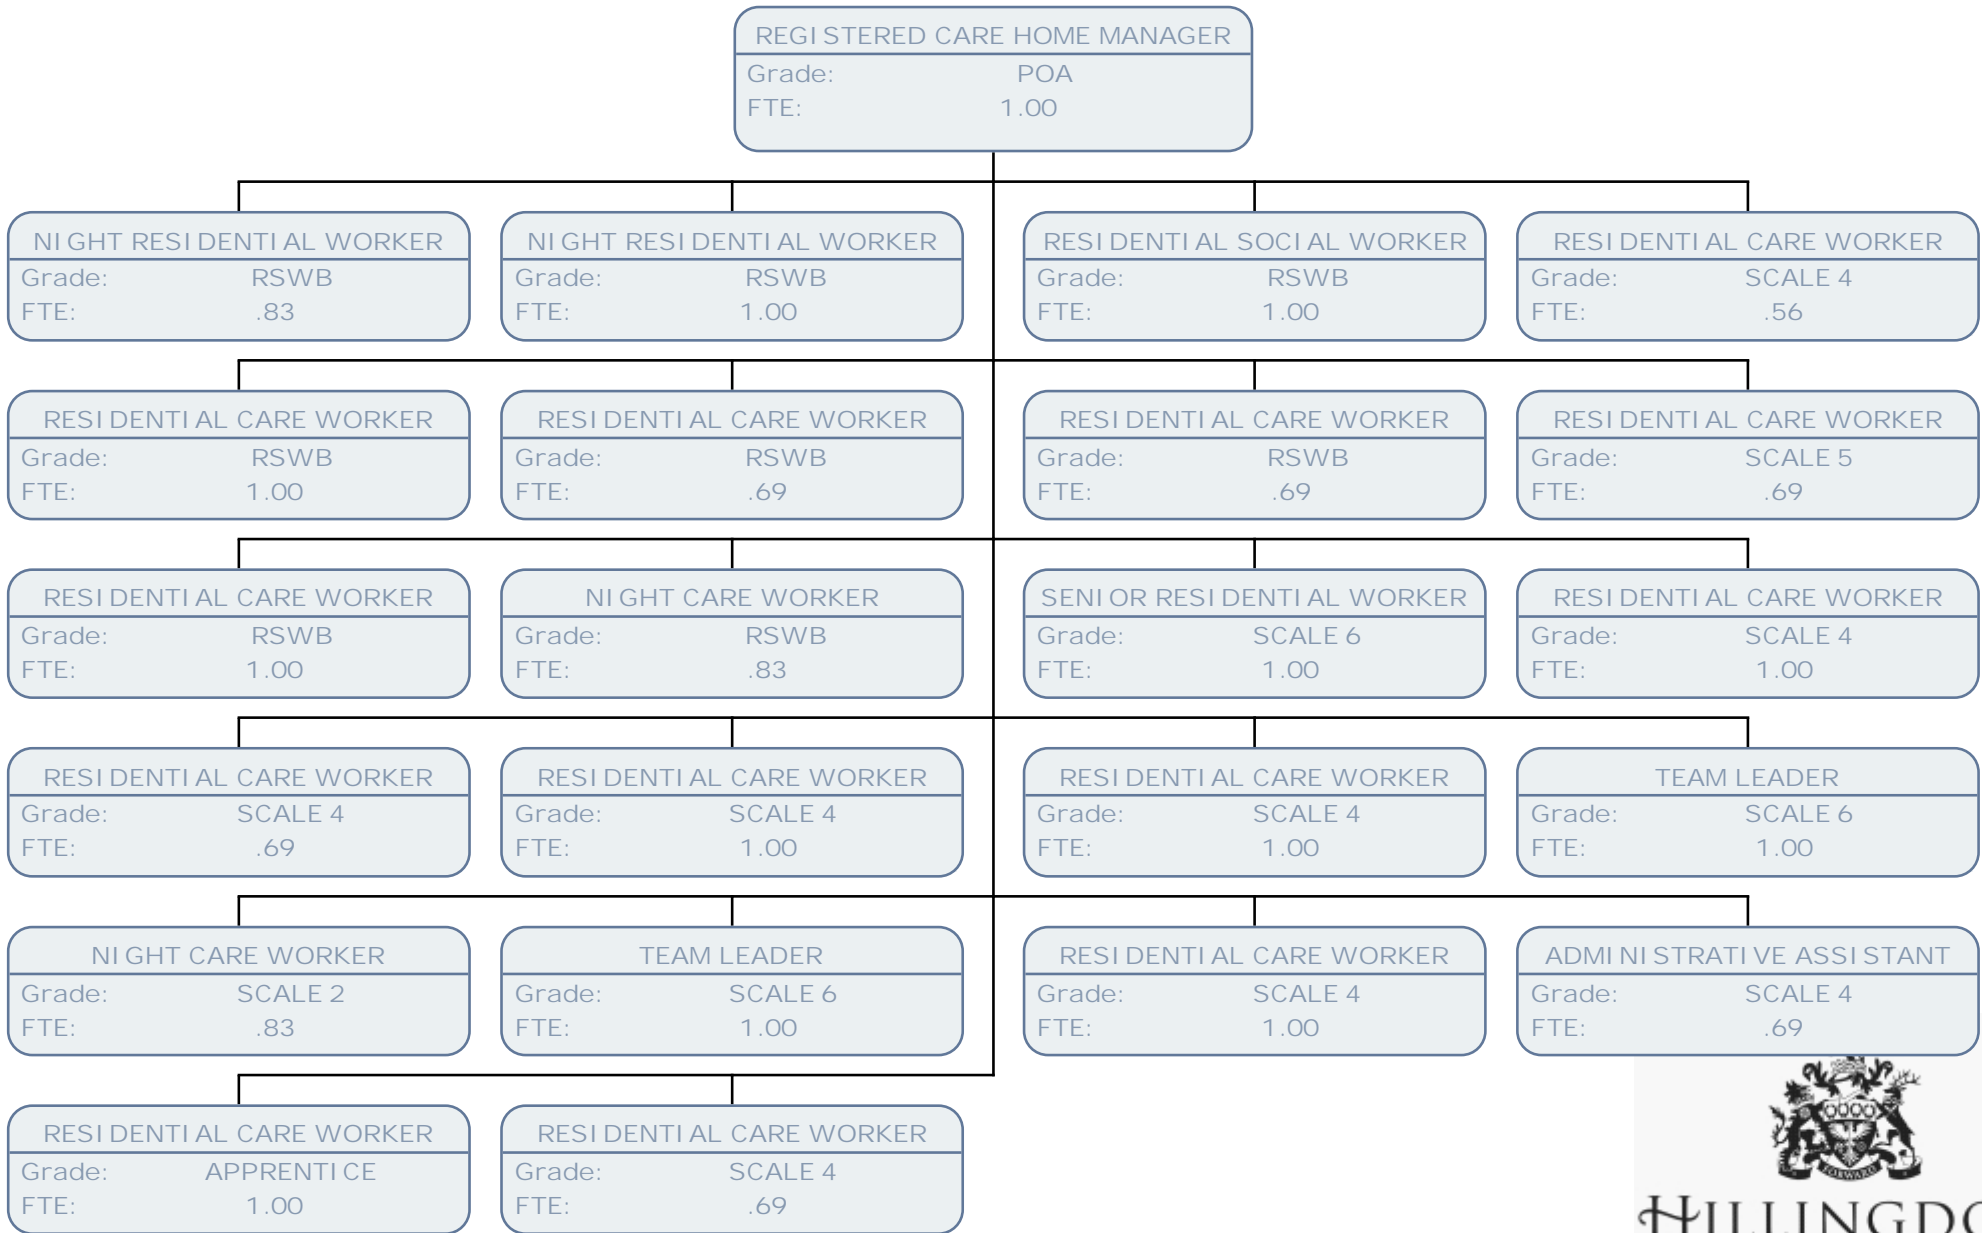 REGISTERED CARE HOME MANAGER
Grade: POA
FTE: 1.00
NIGHT RESIDENTIAL WORKER
Grade: RSWB
FTE: .83
NIGHT RESIDENTIAL WORKER
Grade: RSWB
FTE: 1.00
RESIDENTIAL SOCIAL WORKER
Grade: RSWB
FTE: 1.00
RESIDENTIAL CARE WORKER
Grade: SCALE 4
FTE: .56
RESIDENTIAL CARE WORKER
Grade: RSWB
FTE: 1.00
RESIDENTIAL CARE WORKER
Grade: RSWB
FTE: .69
RESIDENTIAL CARE WORKER
Grade: RSWB
FTE: .69
RESIDENTIAL CARE WORKER
Grade: SCALE 5
FTE: .69
RESIDENTIAL CARE WORKER
Grade: RSWB
FTE: 1.00
NIGHT CARE WORKER
Grade: RSWB
FTE: .83
SENIOR RESIDENTIAL WORKER
Grade: SCALE 6
FTE: 1.00
RESIDENTIAL CARE WORKER
Grade: SCALE 4
FTE: 1.00
RESIDENTIAL CARE WORKER
Grade: SCALE 4
FTE: .69
RESIDENTIAL CARE WORKER
Grade: SCALE 4
FTE: 1.00
RESIDENTIAL CARE WORKER
Grade: SCALE 4
FTE: 1.00
TEAM LEADER
Grade: SCALE 6
FTE: 1.00
NIGHT CARE WORKER
Grade: SCALE 2
FTE: .83
TEAM LEADER
Grade: SCALE 6
FTE: 1.00
RESIDENTIAL CARE WORKER
Grade: SCALE 4
FTE: 1.00
ADMINISTRATIVE ASSISTANT
Grade: SCALE 4
FTE: .69
RESIDENTIAL CARE WORKER
Grade: APPRENTICE
FTE: 1.00
RESIDENTIAL CARE WORKER
Grade: SCALE 4
FTE: .69
FORWARD